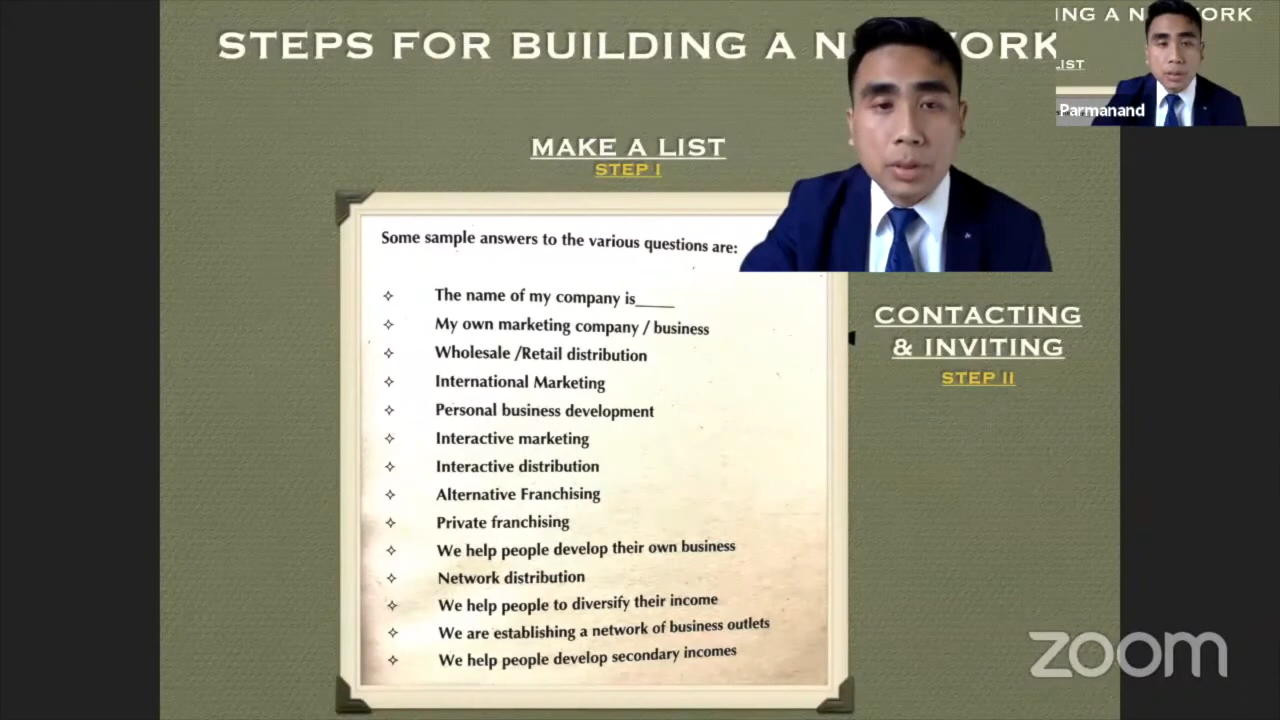 STEPS FOR BUILDING A
ING A N
ORK
LIST
Parmanand
MAKE A LIST
STEP I
Some sample answers to the various questions are:
✧ The name of my company is_____
✧ My own marketing company / business
✧ Wholesale /Retail distribution
✧ International Marketing
✧ Personal business development
✧ Interactive marketing
✧ Interactive distribution
✧ Alternative Franchising
✧ Private franchising
✧ We help people develop their own business
✧ Network distribution
✧ We help people to diversify their income
✧ We are establishing a network of business outlets
✧ We help people develop secondary incomes
CONTACTING
& INVITING
STEP II
zoom